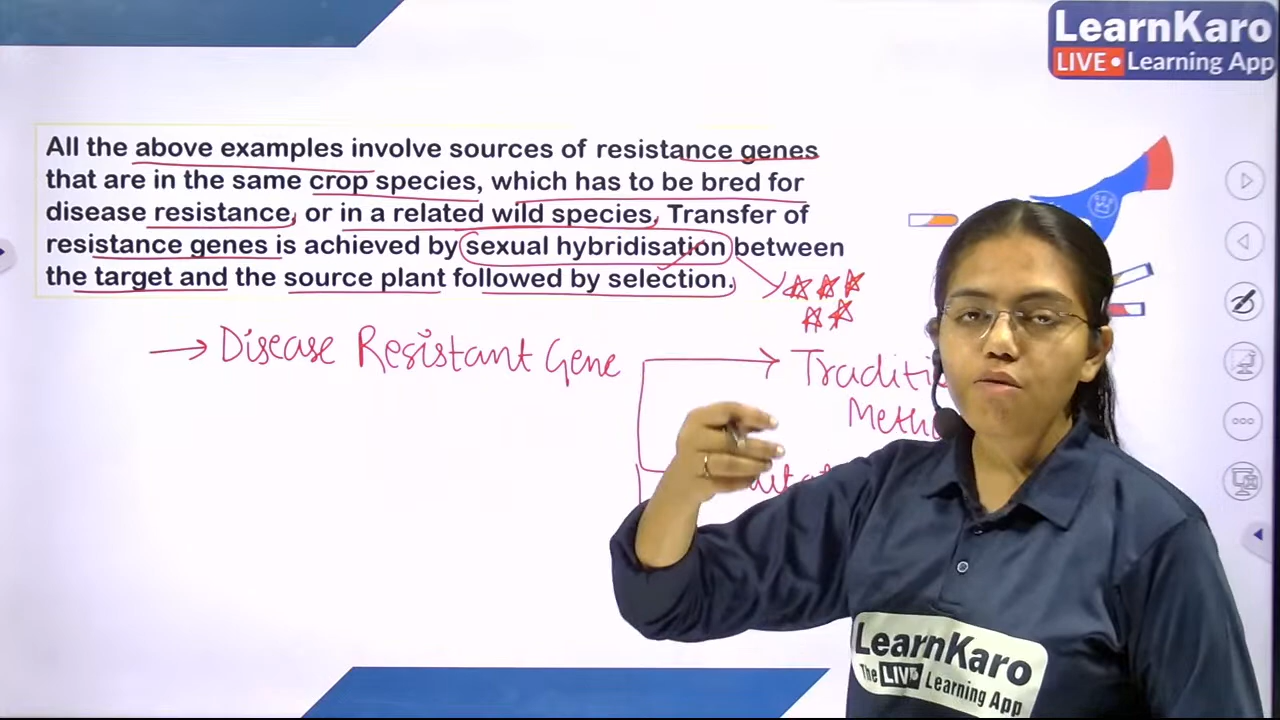 LearnKaro
LIVE • Learning App
All the above examples involve sources of resistance genes
that are in the same crop species, which has to be bred for
disease resistance, or in a related wild species. Transfer of
resistance genes is achieved by sexual hybridisation between
the target and the source plant followed by selection.
→ Disease Resistant Gene
LearnKaro
The LIVE Learning App